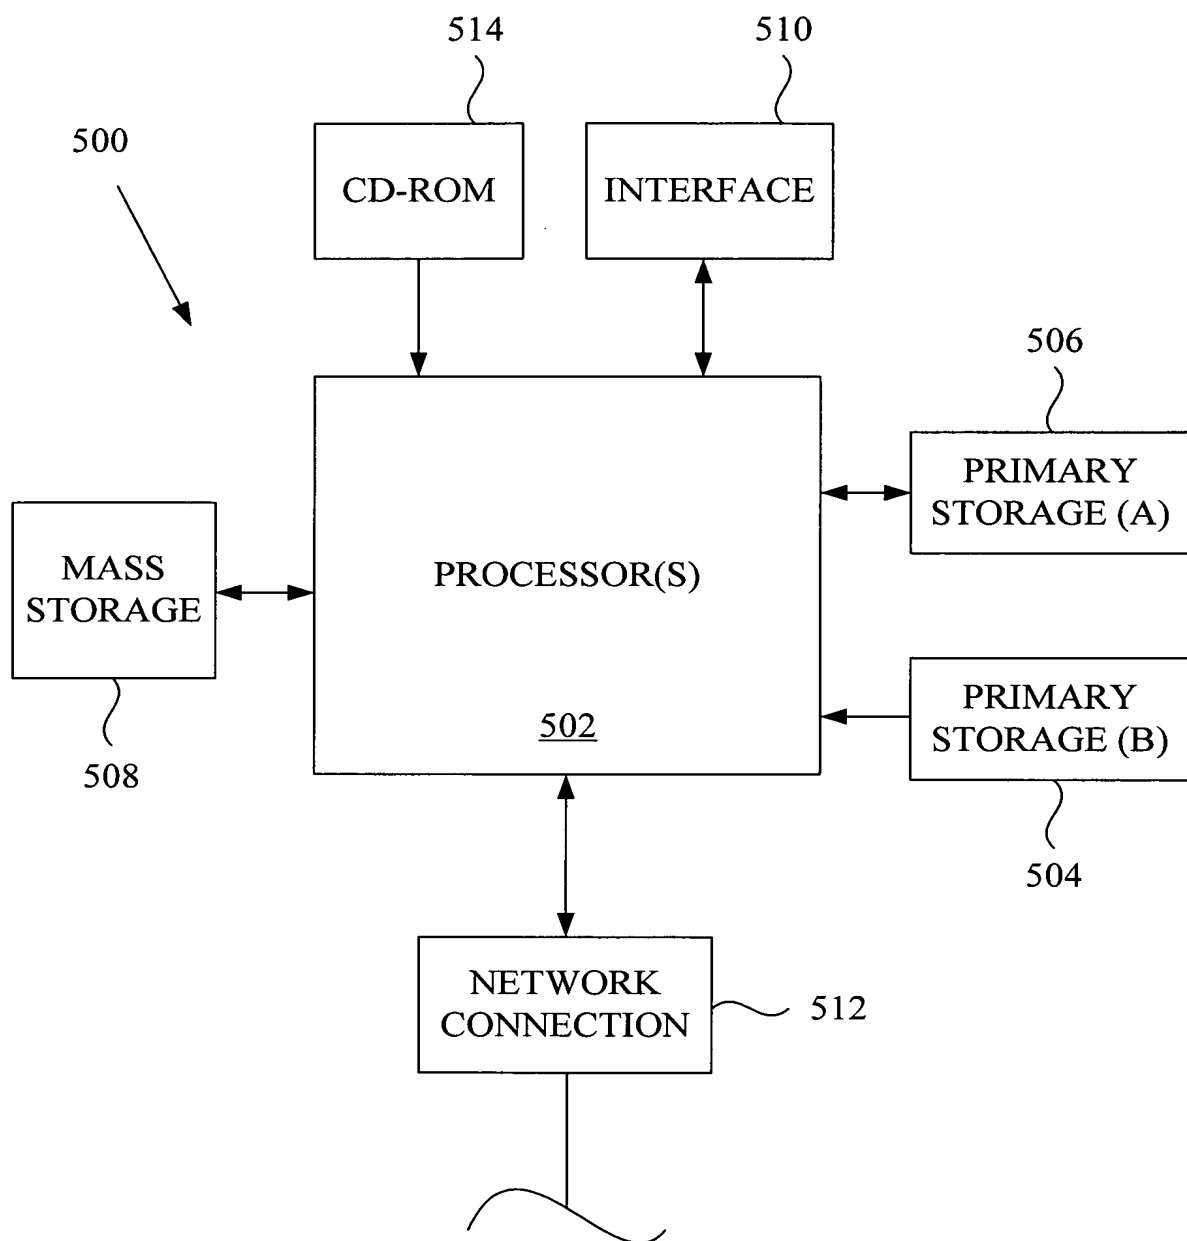 514
510
500
CD-ROM
INTERFACE
506
PRIMARY
STORAGE (A)
MASS
STORAGE
PROCESSOR(S)
PRIMARY
STORAGE (B)
502
508
504
NETWORK
CONNECTION
512